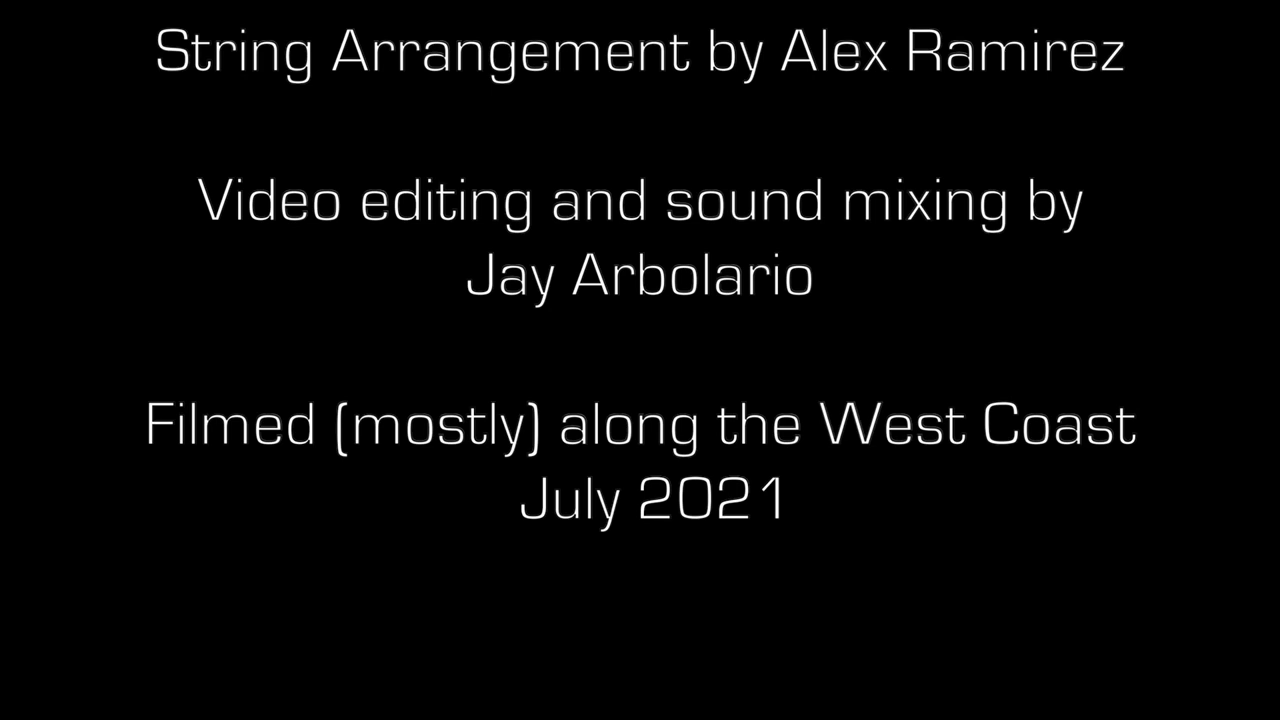 String Arrangement by Alex Ramirez
Video editing and sound mixing by
Jay Arbolario
Filmed (mostly) along the West Coast
July 2021